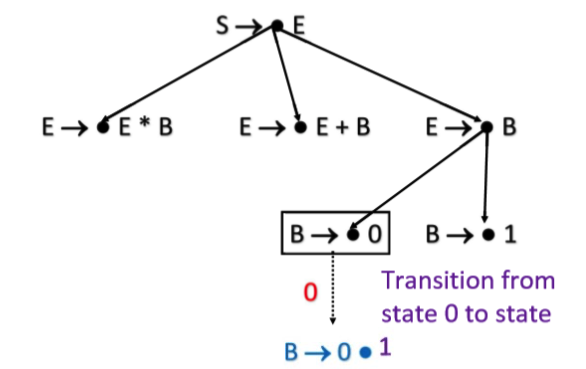 S → • E
E → • E * B
E → • E + B
E → • B
B → • 0
B → • 1
0
Transition from
state 0 to state
1
B → 0 •